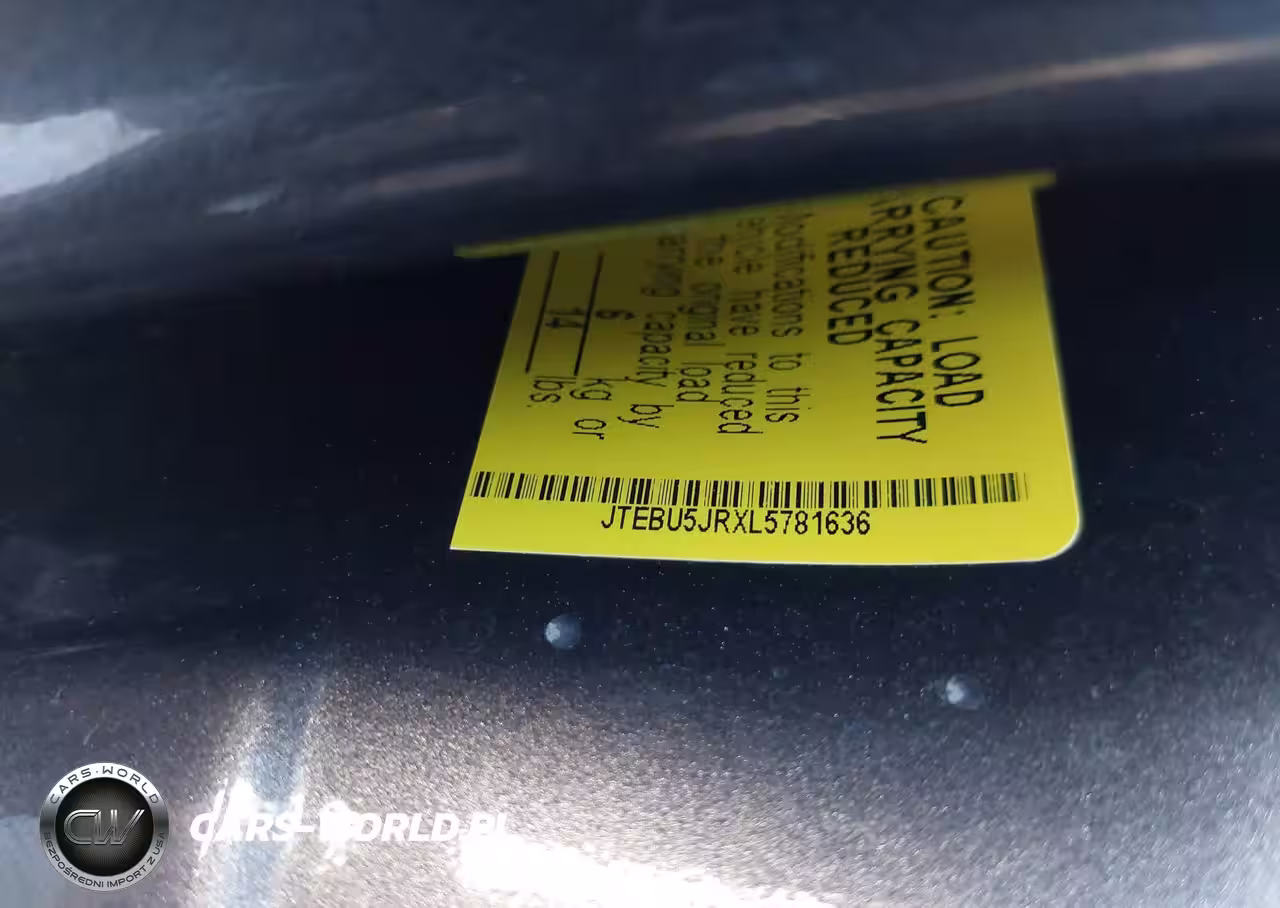 CAUTION: LOAD
CARRYING CAPACITY
REDUCED
Modifications to this
vehicle have reduced
the original load
carrying capacity by
6 kg or
14 lbs.
JTEBU5JRXL5781636
CARS-WORLD
CW
BEZPOŚREDNI IMPORT Z USA
CARS-WORLD.PL